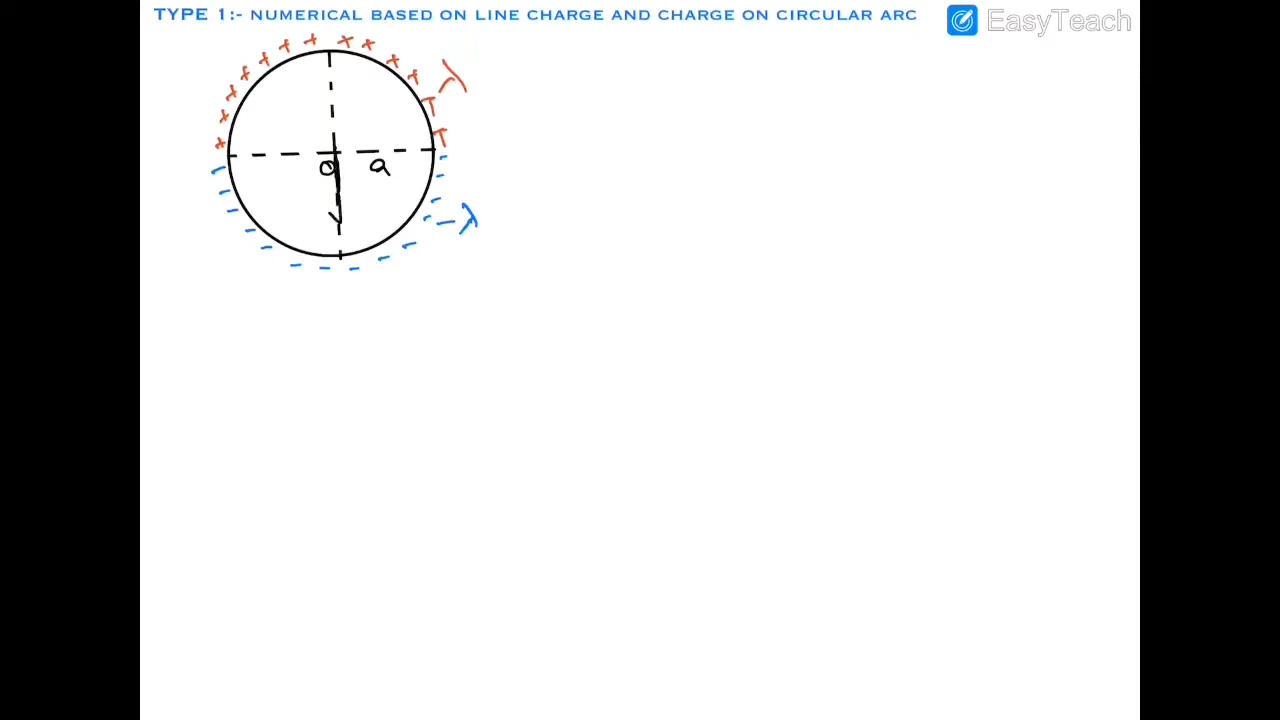 TYPE 1:- NUMERICAL BASED ON LINE CHARGE AND CHARGE ON CIRCULAR ARC
EasyTeach
+ + + + + + + + + + + + +
λ
O a
- - - - - - - - - - - - - -
-λ